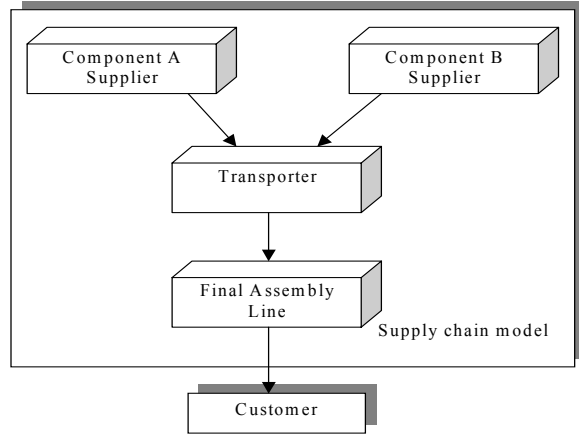 Component A
Supplier
Component B
Supplier
Transporter
Final Assembly
Line
Supply chain model
Customer